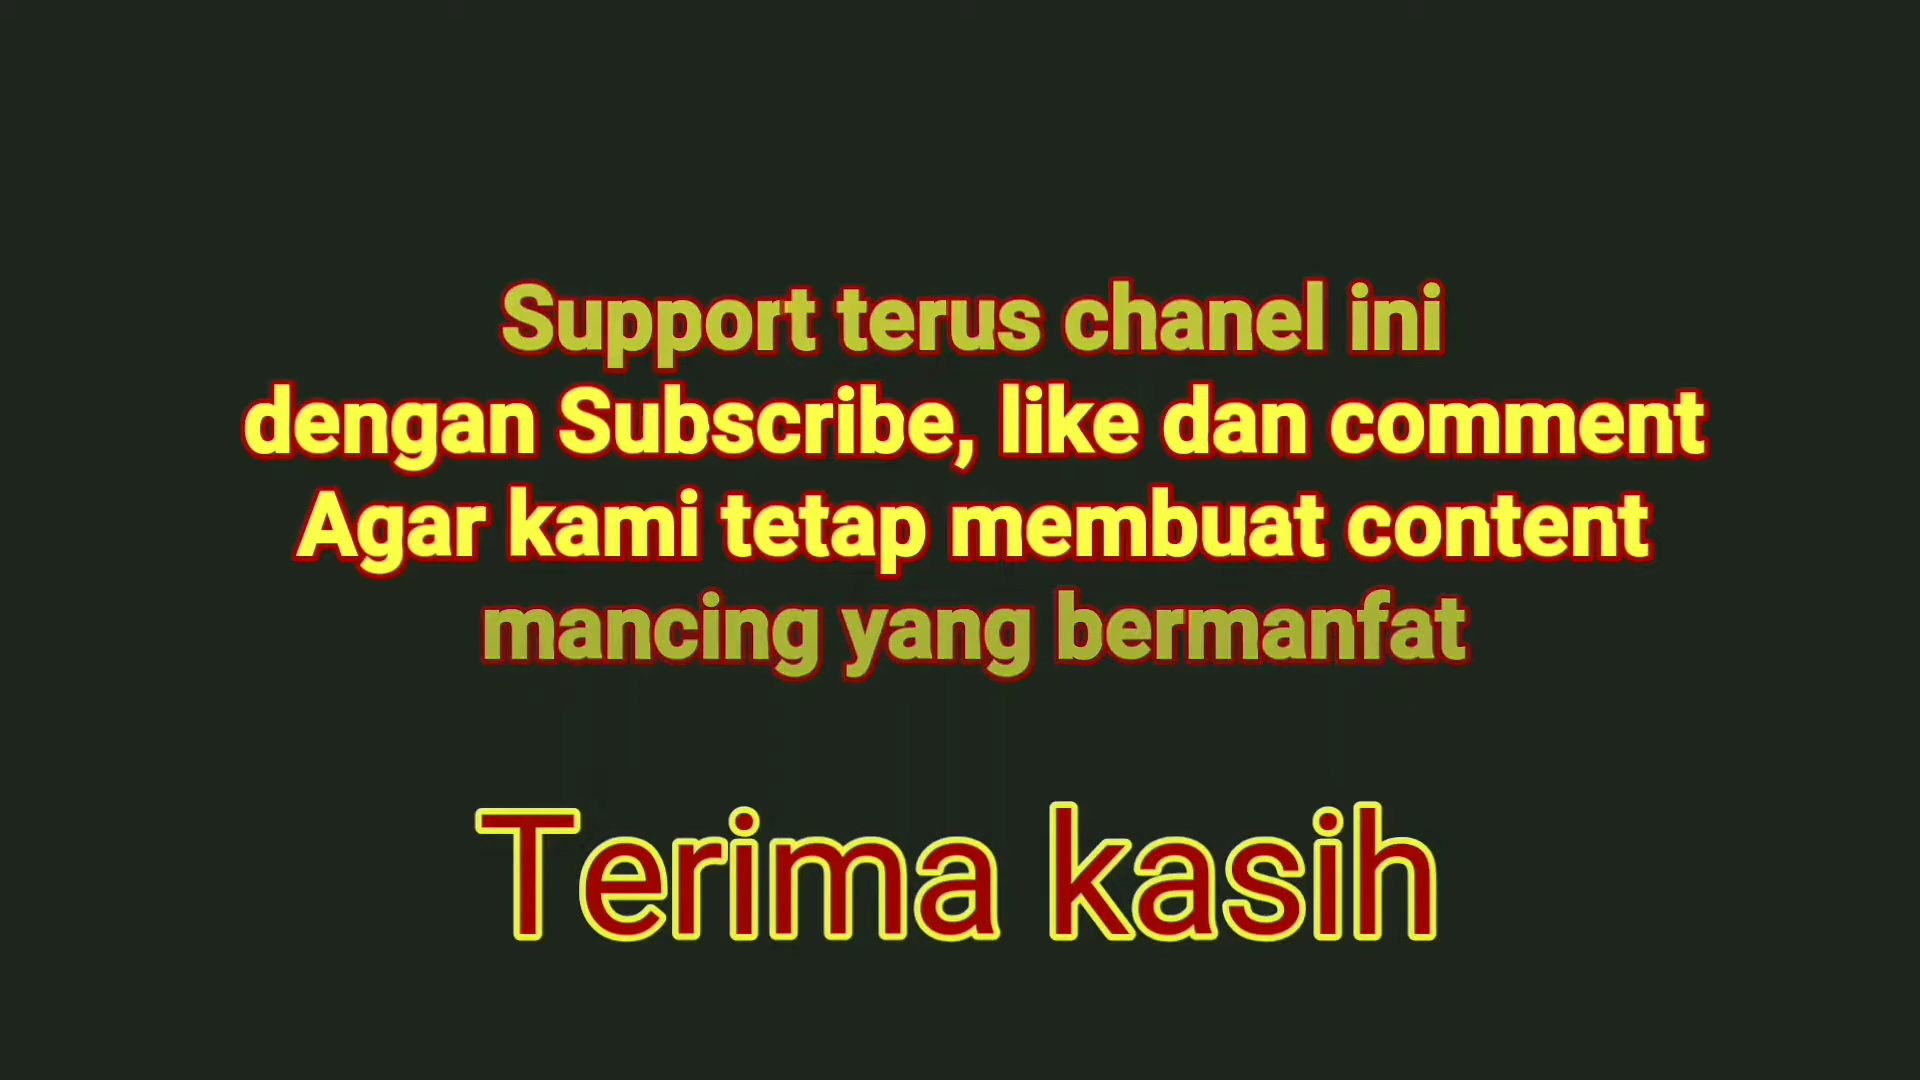 Support terus chanel ini
dengan Subscribe, like dan comment
Agar kami tetap membuat content
mancing yang bermanfat
Terima kasih